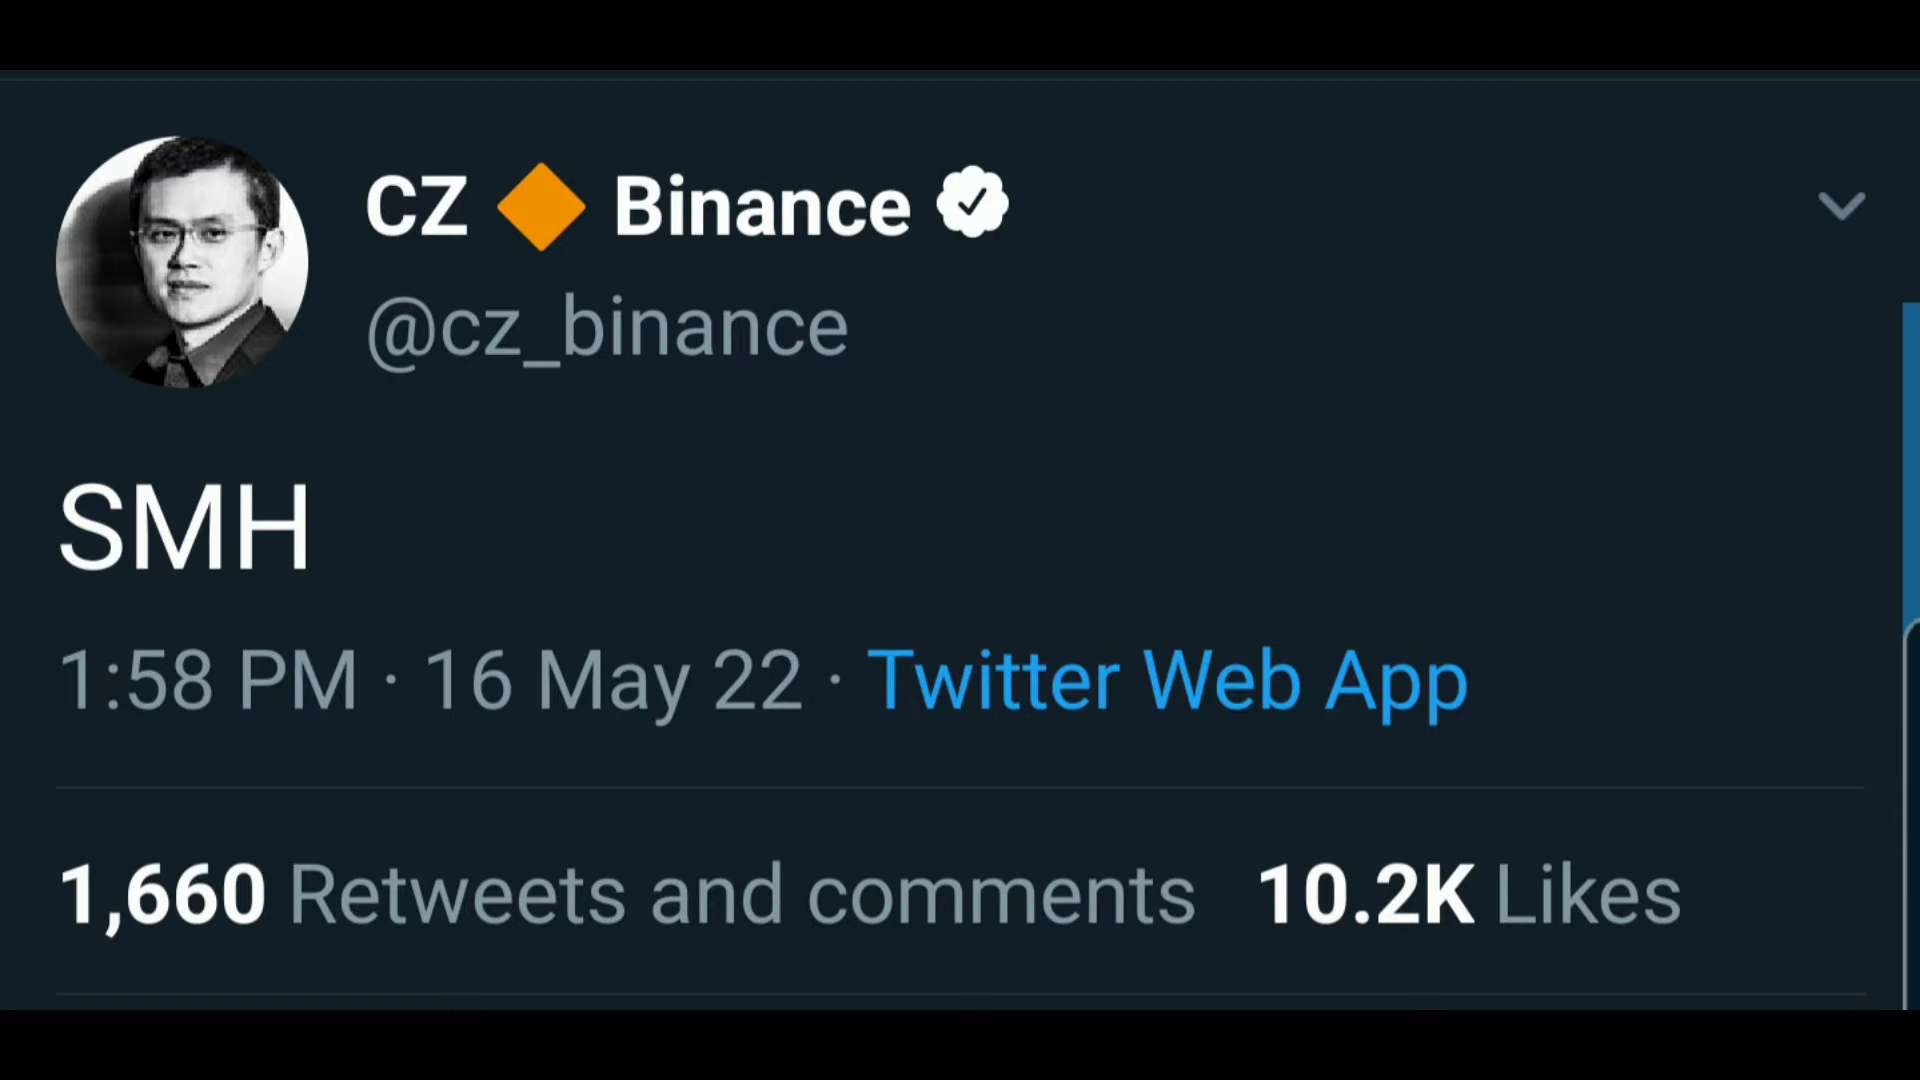 CZ 🔶 Binance
@cz_binance
SMH
1:58 PM · 16 May 22 · Twitter Web App
1,660 Retweets and comments 10.2K Likes